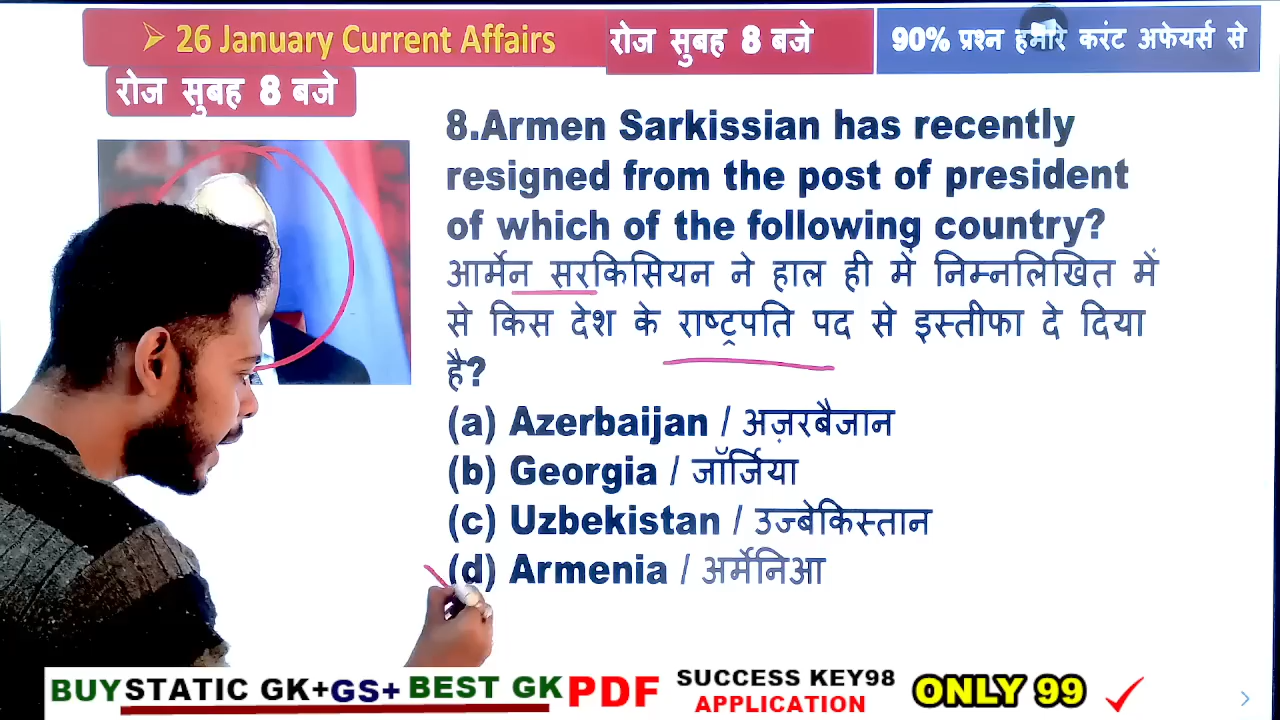 26 January Current Affairs
रोज सुबह 8 बजे
90% प्रश्न हमारे करंट अफेयर्स से
रोज सुबह 8 बजे
8.Armen Sarkissian has recently
resigned from the post of president
of which of the following country?
आर्मेन सरकिसियन ने हाल ही में निम्नलिखित में
से किस देश के राष्ट्रपति पद से इस्तीफा दे दिया
है?
(a) Azerbaijan / अज़रबैजान
(b) Georgia / जॉर्जिया
(c) Uzbekistan / उज्बेकिस्तान
(d) Armenia / अर्मेनिआ
BUY STATIC GK+GS+ BEST GK PDF
SUCCESS KEY98
APPLICATION
ONLY 99